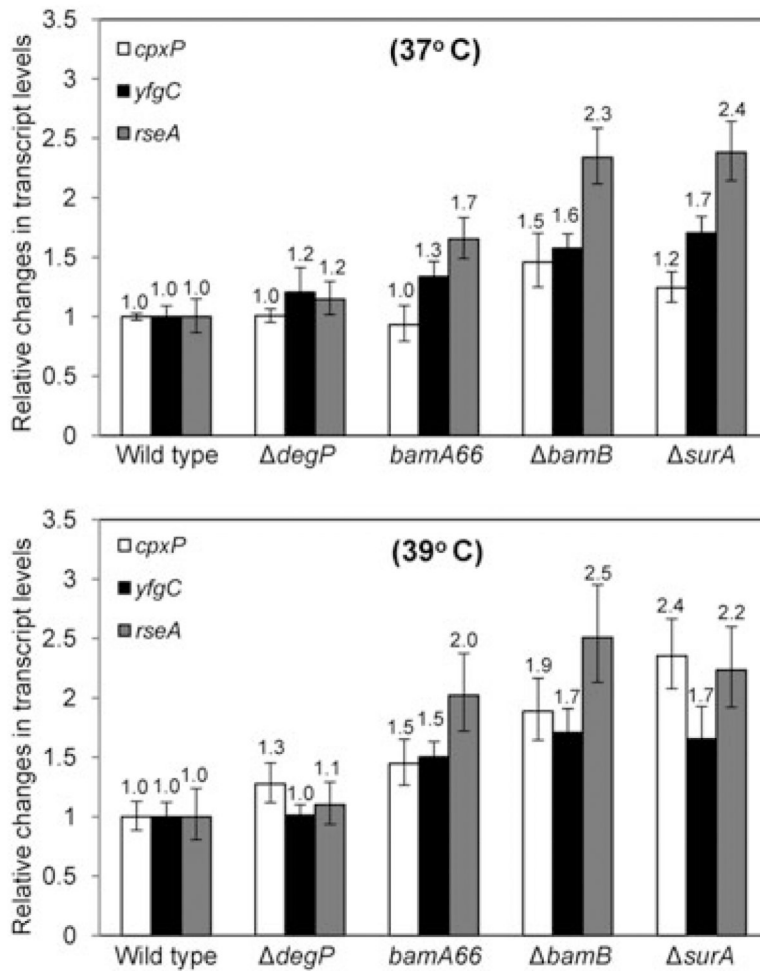 Relative changes in transcript levels
3.5
3
2.5
2
1.5
1
0.5
0
(37° C)
cpxP
yfgC
rseA
1.0 1.0 1.0
1.0 1.2 1.2
1.0 1.3 1.7
1.5 1.6 2.3
1.2 1.7 2.4
Wild type ΔdegP bamA66 ΔbamB ΔsurA
Relative changes in transcript levels
3.5
3
2.5
2
1.5
1
0.5
0
(39° C)
cpxP
yfgC
rseA
1.0 1.0 1.0
1.3 1.0 1.1
1.5 1.5 2.0
1.9 1.7 2.5
2.4 1.7 2.2
Wild type ΔdegP bamA66 ΔbamB ΔsurA